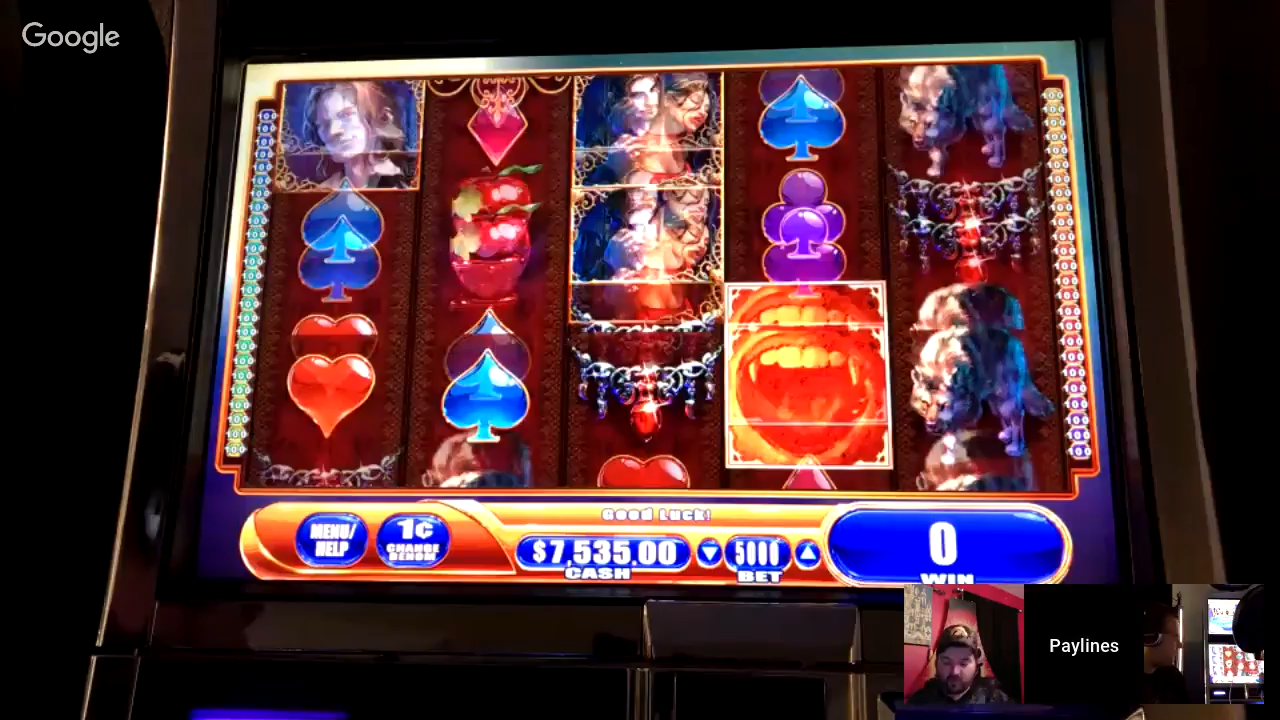 Google
Good Luck!
MENU/
HELP
1¢
CHANGE
DENOM
$7,535.00
CASH
5000
BET
0
WIN
Paylines